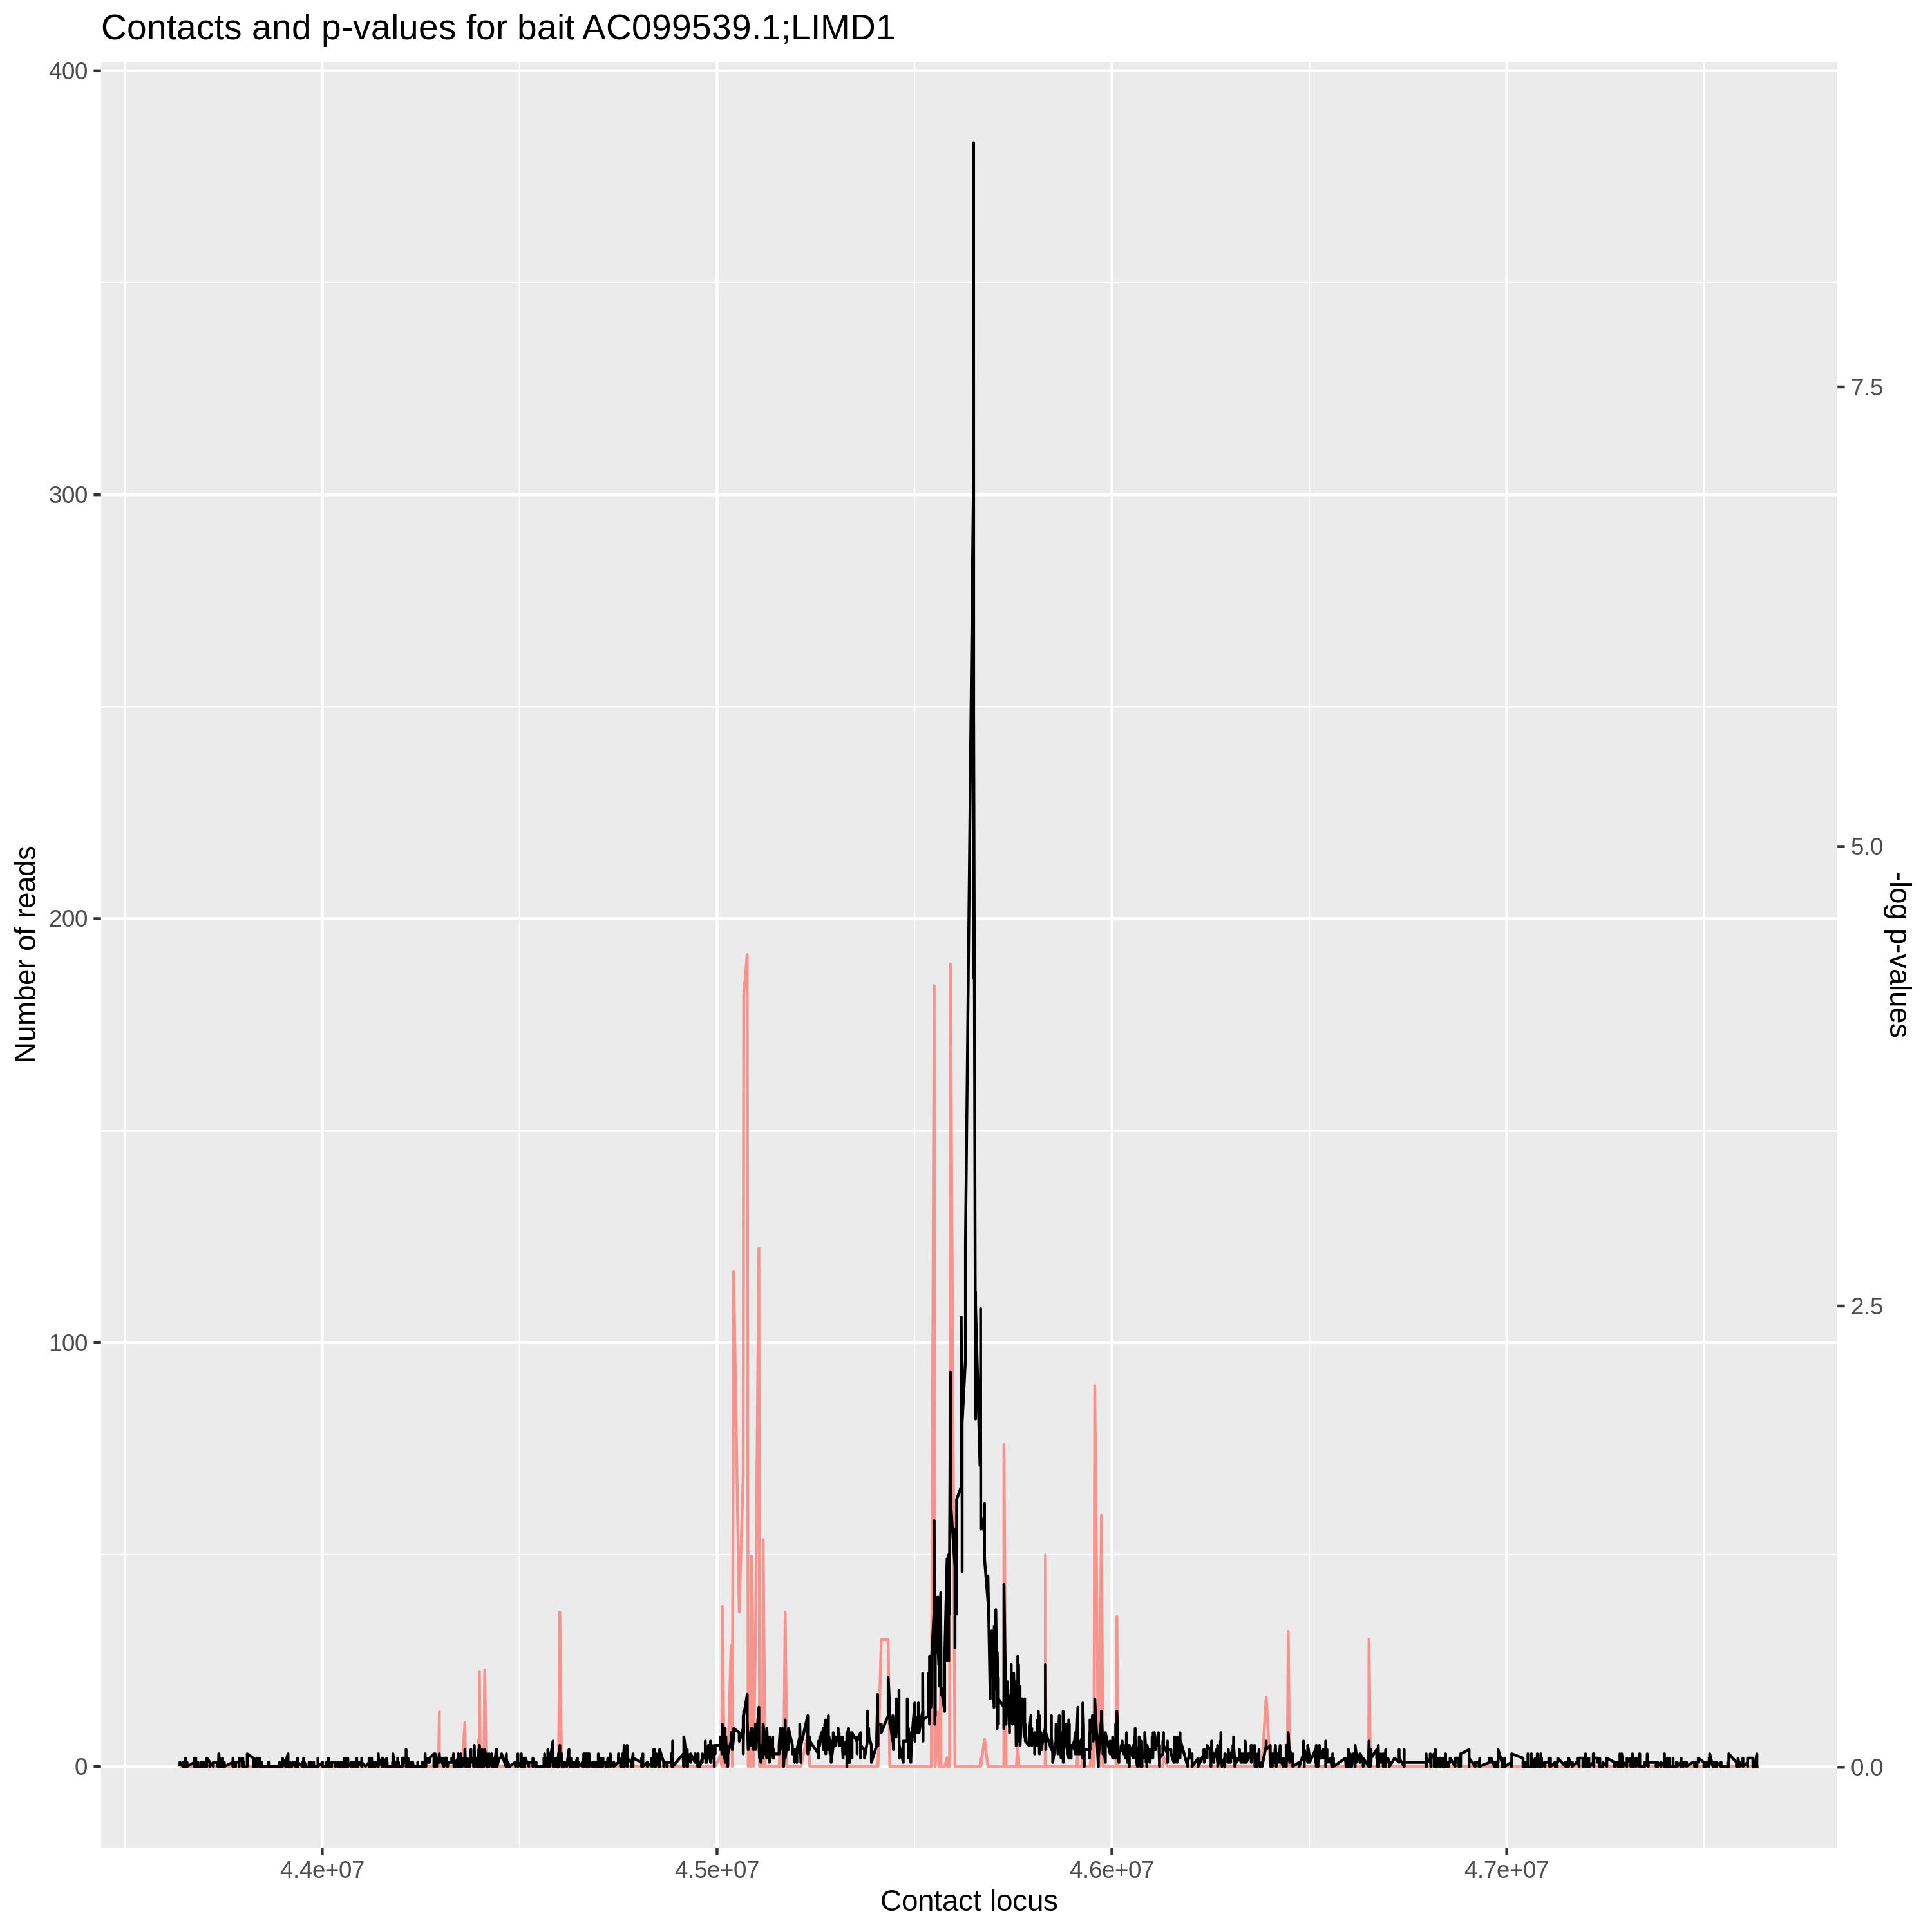 Contacts and p-values for bait AC099539.1;LIMD1
400
300
200
100
0
Number of reads
7.5
5.0
2.5
0.0
-log p-values
4.4e+07
4.5e+07
4.6e+07
4.7e+07
Contact locus